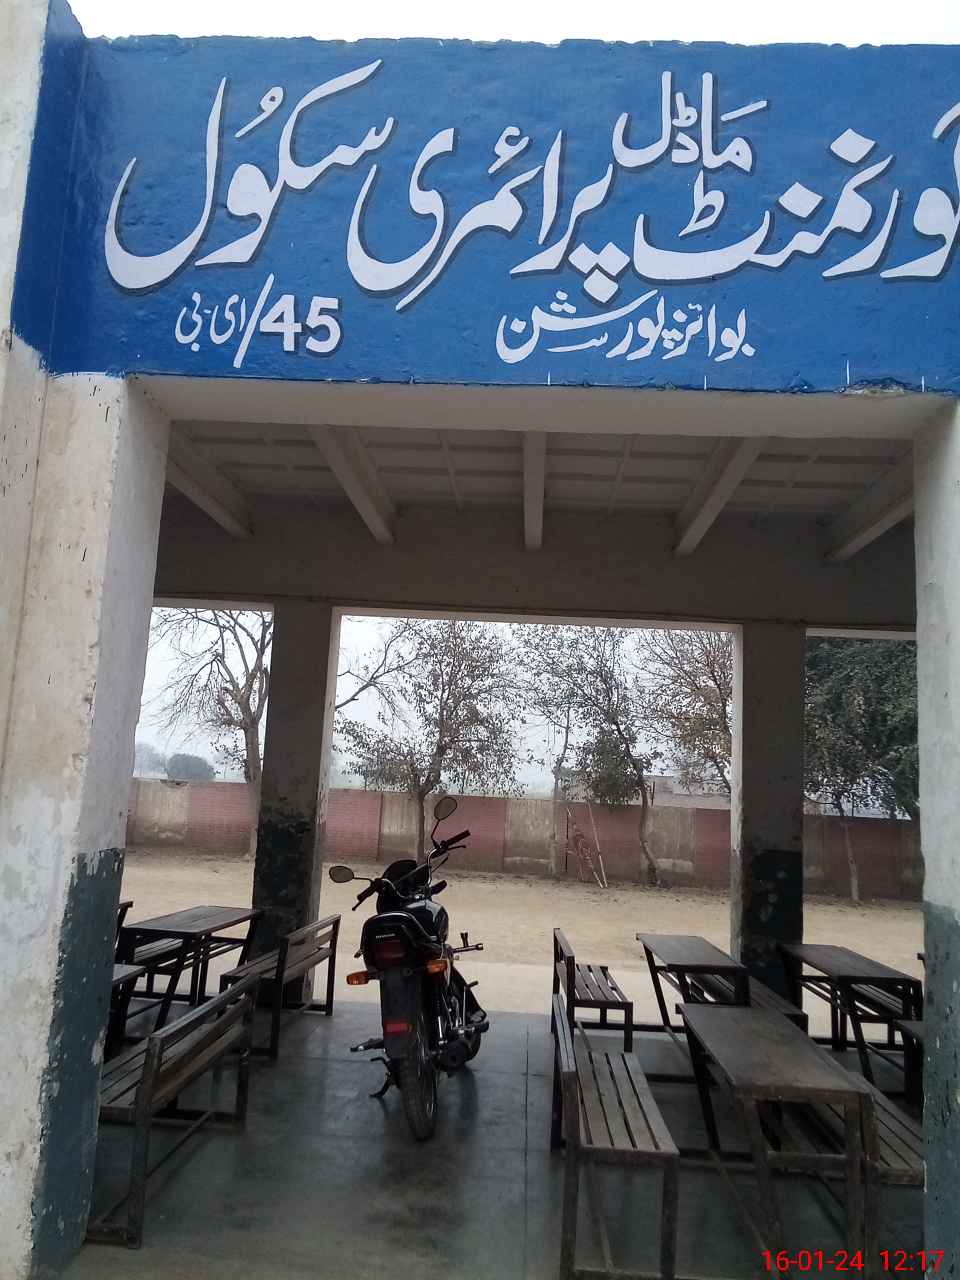 گورنمنٹ ماڈل پرائمری سکول
بوائز پورشن 45/ای-بی
16-01-24 12:17